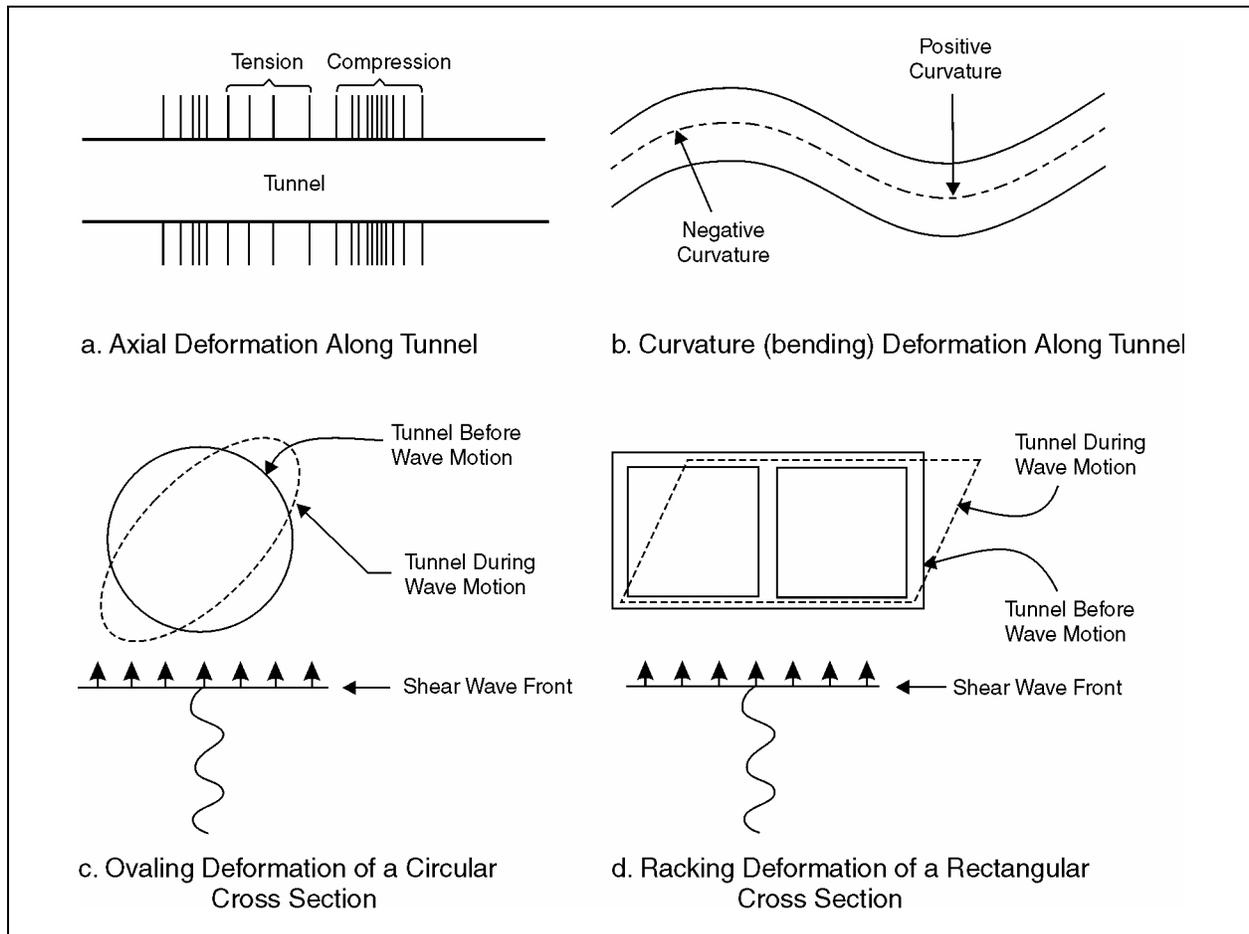 Tension
Compression
Tunnel
a. Axial Deformation Along Tunnel
Positive
Curvature
Negative
Curvature
b. Curvature (bending) Deformation Along Tunnel
Tunnel Before
Wave Motion
Tunnel During
Wave Motion
Shear Wave Front
c. Ovaling Deformation of a Circular
Cross Section
Tunnel During
Wave Motion
Tunnel Before
Wave Motion
Shear Wave Front
d. Racking Deformation of a Rectangular
Cross Section